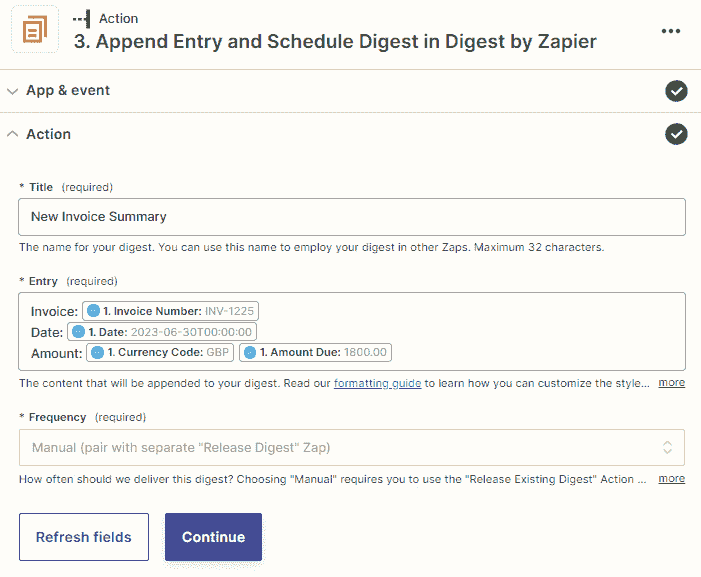 Action
3. Append Entry and Schedule Digest in Digest by Zapier
App & event
Action
* Title (required)
New Invoice Summary
The name for your digest. You can use this name to employ your digest in other Zaps. Maximum 32 characters.
* Entry (required)
Invoice: 1. Invoice Number: INV-1225
Date: 1. Date: 2023-06-30T00:00:00
Amount: 1. Currency Code: GBP 1. Amount Due: 1800.00
The content that will be appended to your digest. Read our formatting guide to learn how you can customize the style... more
* Frequency (required)
Manual (pair with separate "Release Digest" Zap)
How often should we deliver this digest? Choosing "Manual" requires you to use the "Release Existing Digest" Action ... more
Refresh fields Continue